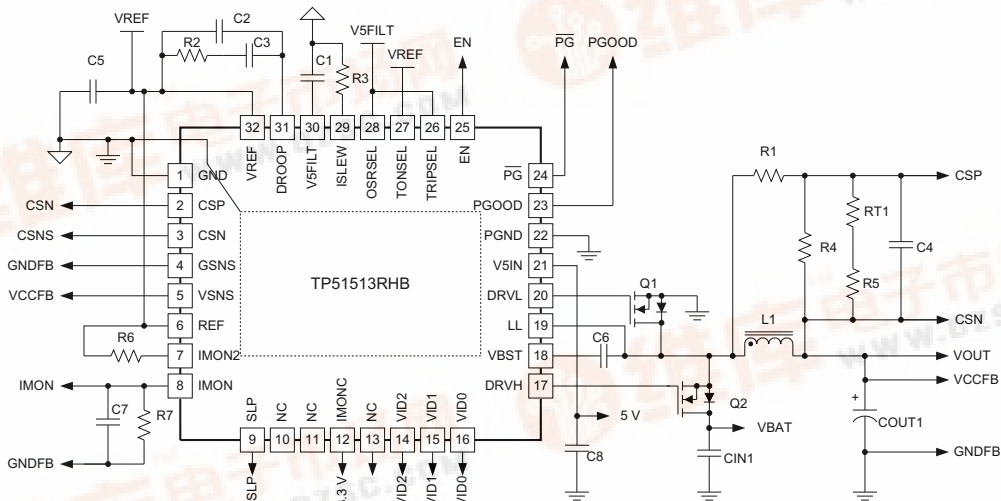 VREF
C2
R2
C3
C5
V5FILT
VREF
C1
R3
EN
PG
PGOOD
32
31
30
29
28
27
26
25
VREF
DROOP
V5FILT
ISLEW
OSRSEL
TONSEL
TRIPSEL
EN
1 GND
CSN 2 CSP
CSNS 3 CSN
GNDFB 4 GSNS
VCCFB 5 VSNS
6 REF
R6 7 IMON2
IMON 8 IMON
C7
R7
GNDFB
TP51513RHB
PG 24
PGOOD 23
PGND 22
V5IN 21
DRVL 20
LL 19
VBST 18
DRVH 17
SLP
NC
NC
IMONC
NC
VID2
VID1
VID0
9
10
11
12
13
14
15
16
SLP
3.3 V
VID2
VID1
VID0
Q1
C6
5 V
C8
Q2
VBAT
CIN1
R1
CSP
RT1
R4
C4
R5
CSN
L1
VOUT
VCCFB
+
COUT1
GNDFB